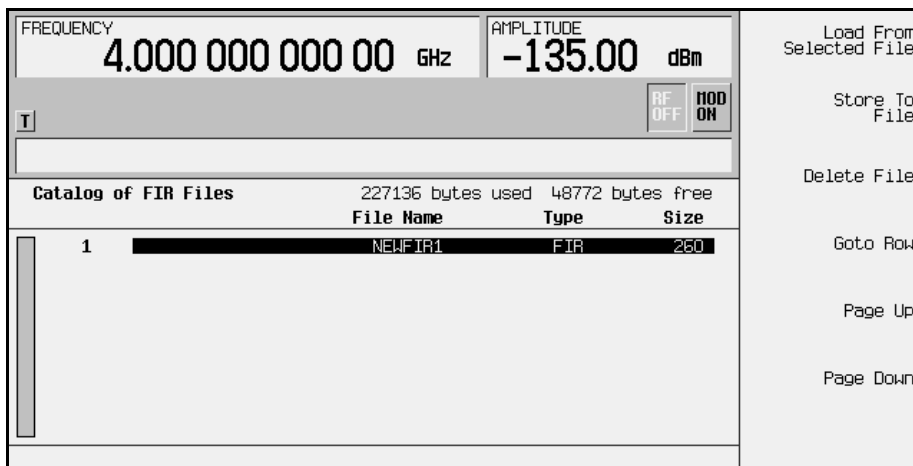 FREQUENCY
4.000 000 000 00 GHz
AMPLITUDE
-135.00 dBm
RF OFF
MOD ON
T
Catalog of FIR Files 227136 bytes used 48772 bytes free
File Name Type Size
1 NEWFIR1 FIR 260
Load From
Selected File
Store To
File
Delete File
Goto Row
Page Up
Page Down